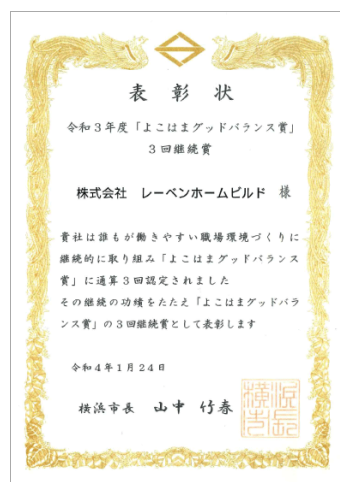 表彰状
令和3年度「よこはまグッドバランス賞」
3回継続賞
株式会社 レーベンホームビルド 様
貴社は誰もが働きやすい職場環境づくりに
継続的に取り組み「よこはまグッドバランス
賞」に通算3回認定されました
その継続の功績をたたえ「よこはまグッドバラ
ンス賞」の3回継続賞として表彰します
令和4年1月24日
横浜市長 山中 竹春